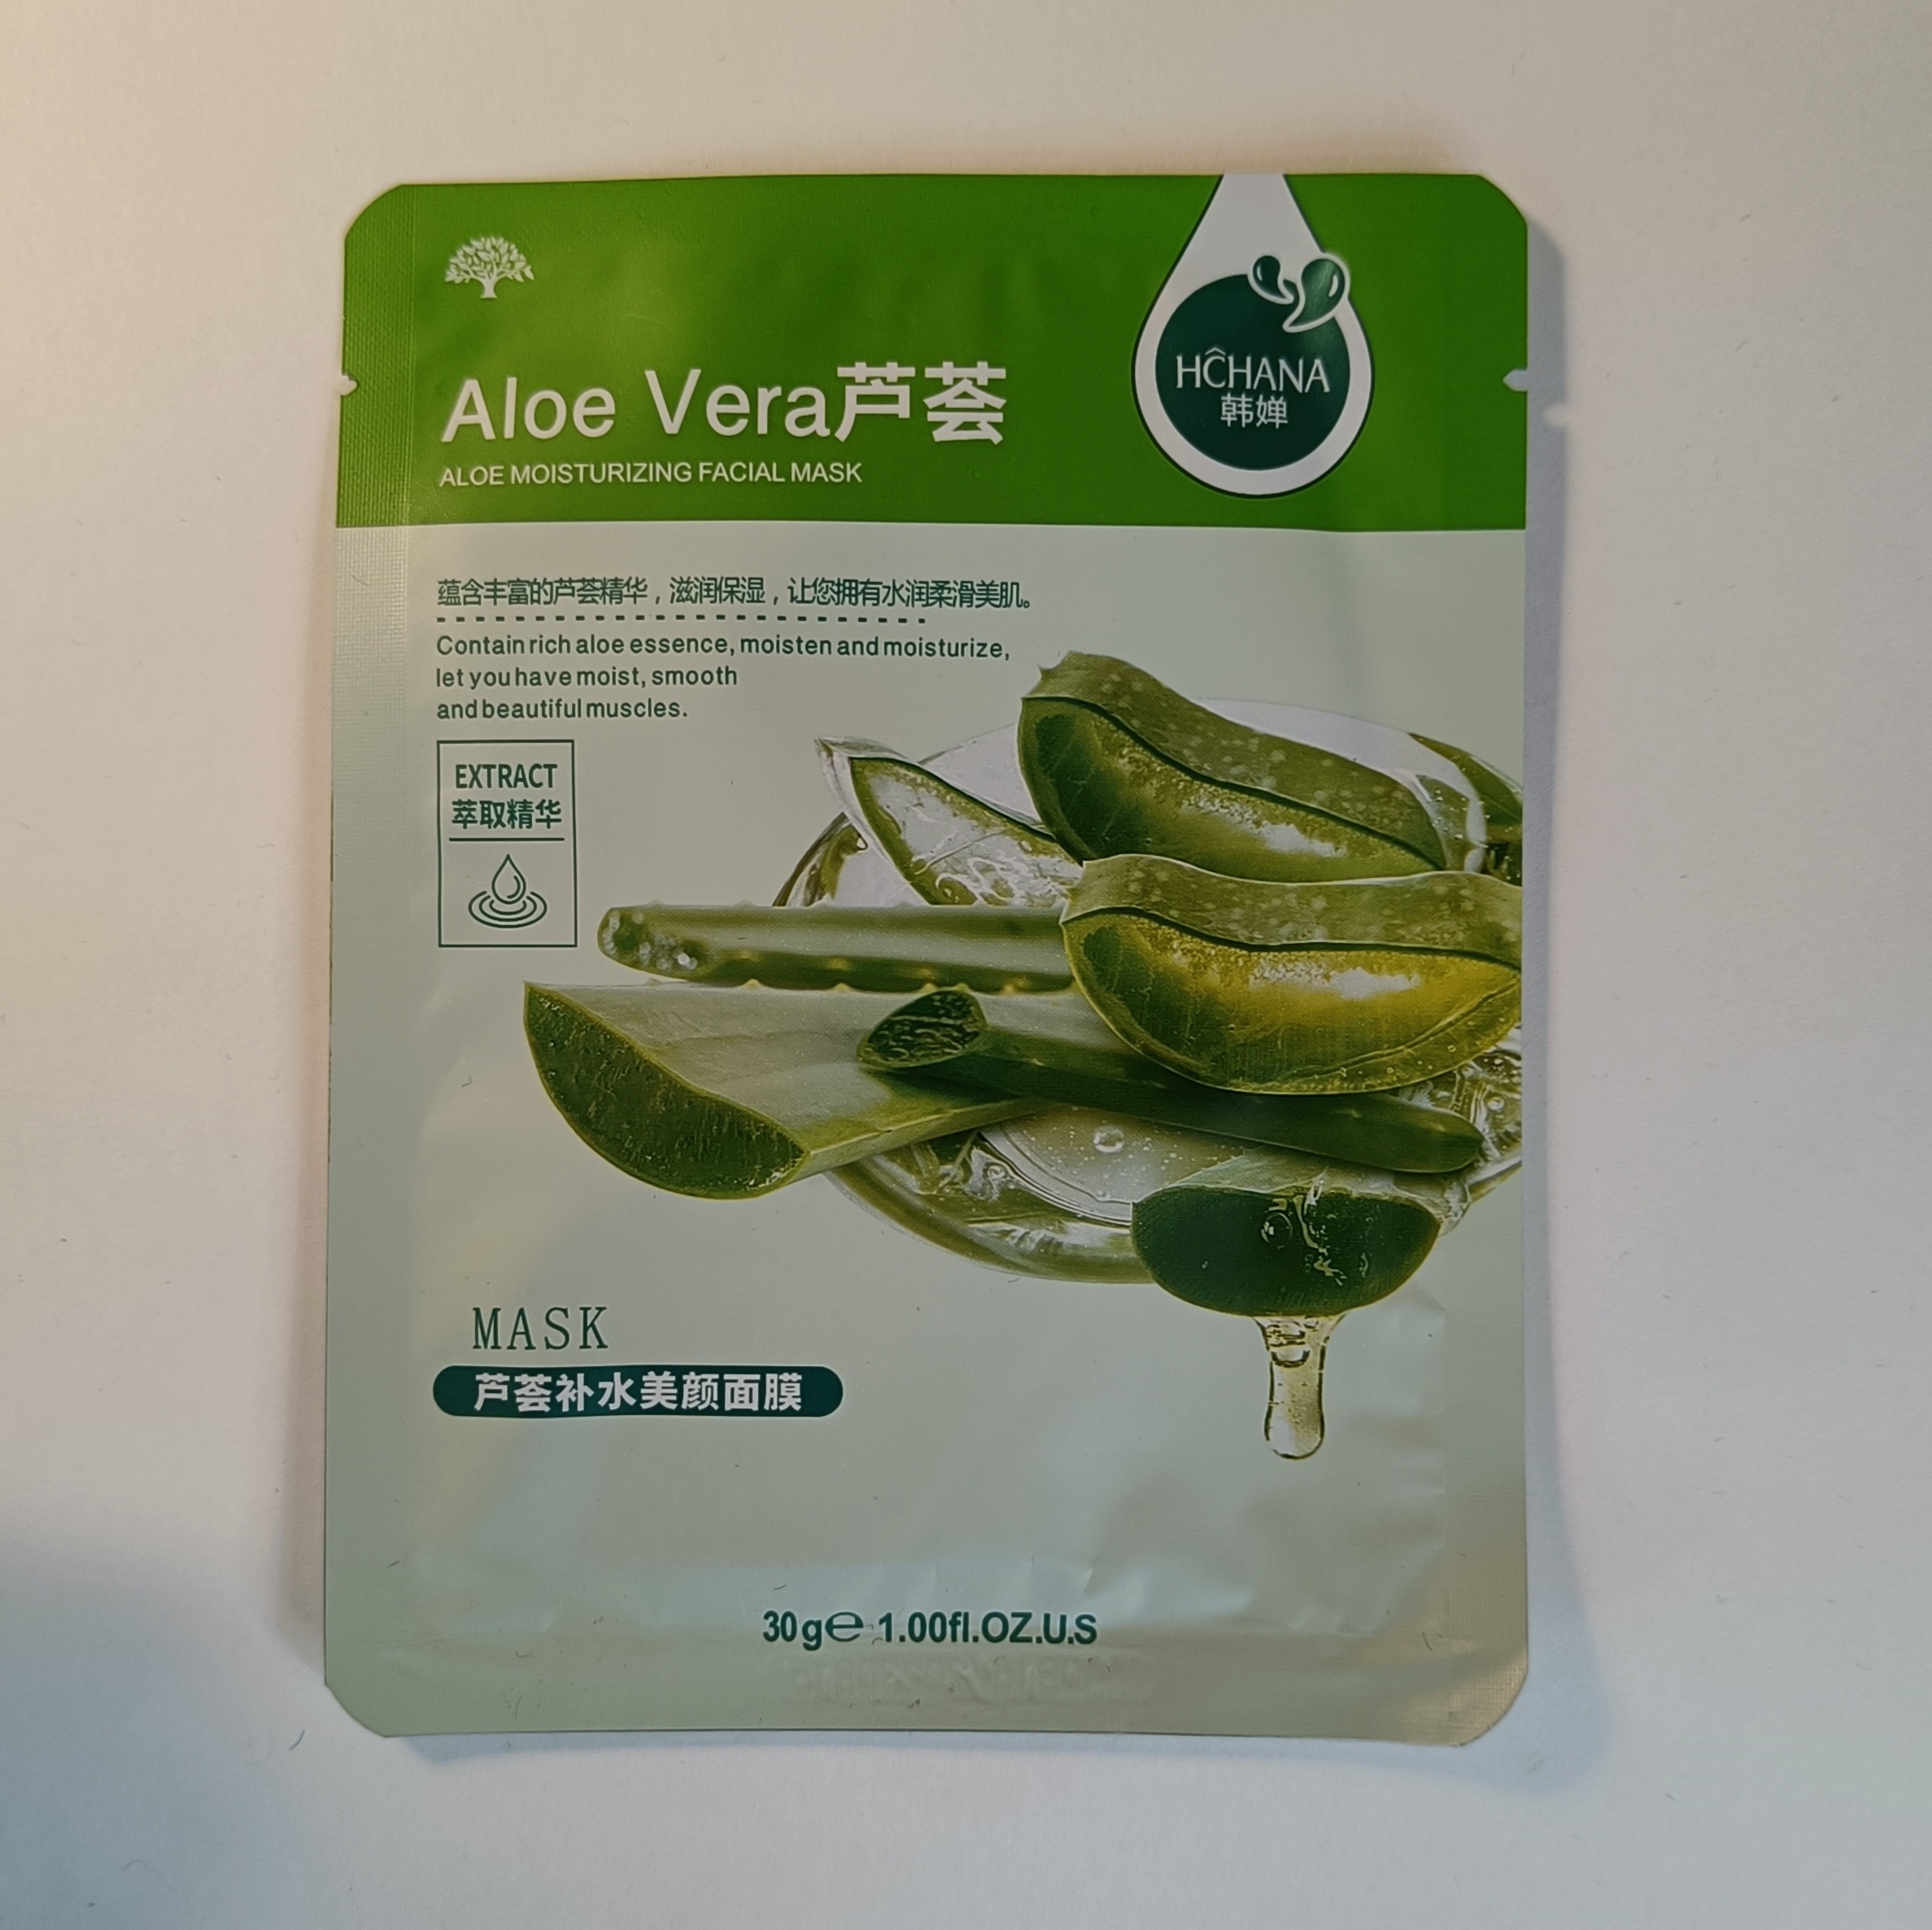 HĈHANA
韩婵
Aloe Vera芦荟
ALOE MOISTURIZING FACIAL MASK
蕴含丰富的芦荟精华，滋润保湿，让您拥有水润柔滑美肌。
Contain rich aloe essence, moisten and moisturize,
let you have moist, smooth
and beautiful muscles.
EXTRACT
萃取精华
MASK
芦荟补水美颜面膜
30g℮ 1.00fl.OZ.U.S